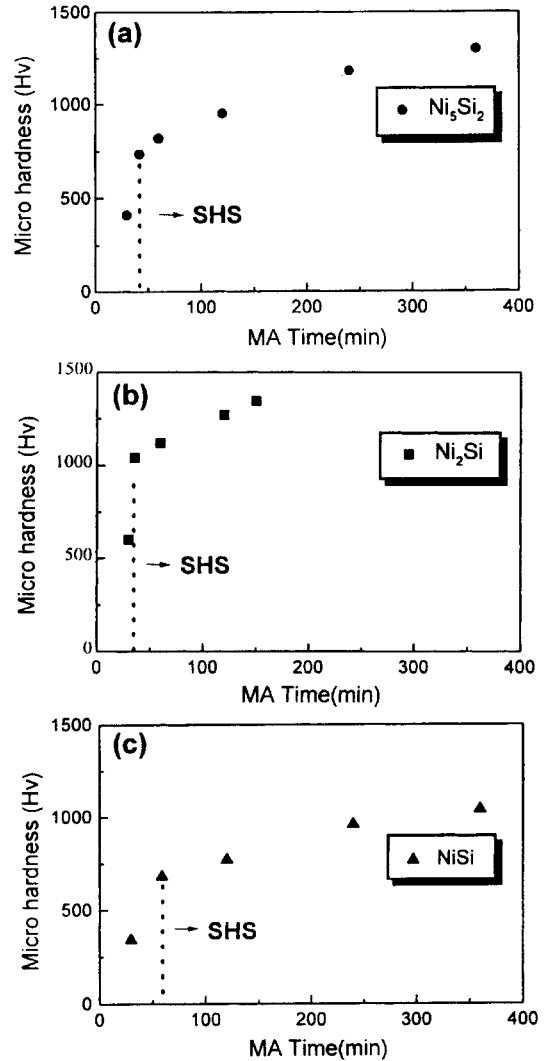 (a)
1500
1000
500
0
Micro hardness (Hv)
● Ni₅Si₂
→ SHS
0 100 200 300 400
MA Time(min)
(b)
1500
1000
500
0
Micro hardness (Hv)
■ Ni₂Si
→ SHS
0 100 200 300 400
MA Time(min)
(c)
1500
1000
500
0
Micro hardness (Hv)
▲ NiSi
→ SHS
0 100 200 300 400
MA Time(min)